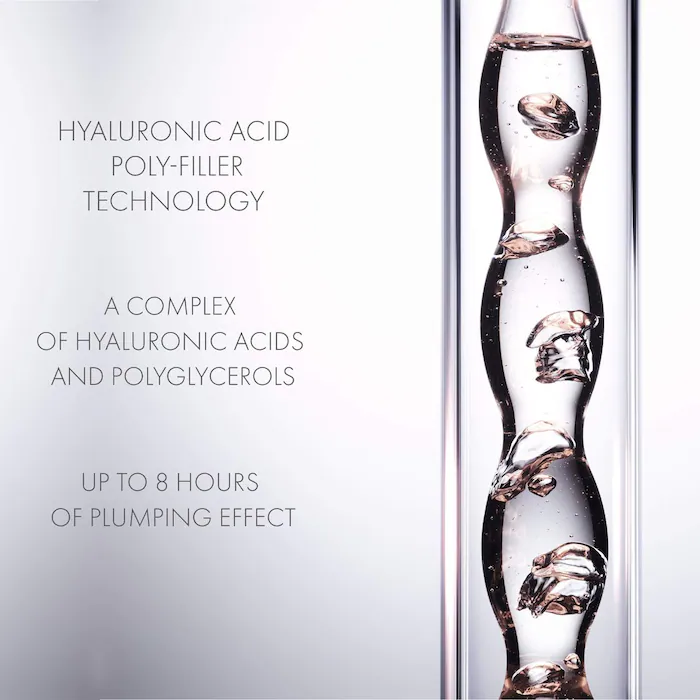 HYALURONIC ACID
POLY-FILLER
TECHNOLOGY
A COMPLEX
OF HYALURONIC ACIDS
AND POLYGLYCEROLS
UP TO 8 HOURS
OF PLUMPING EFFECT